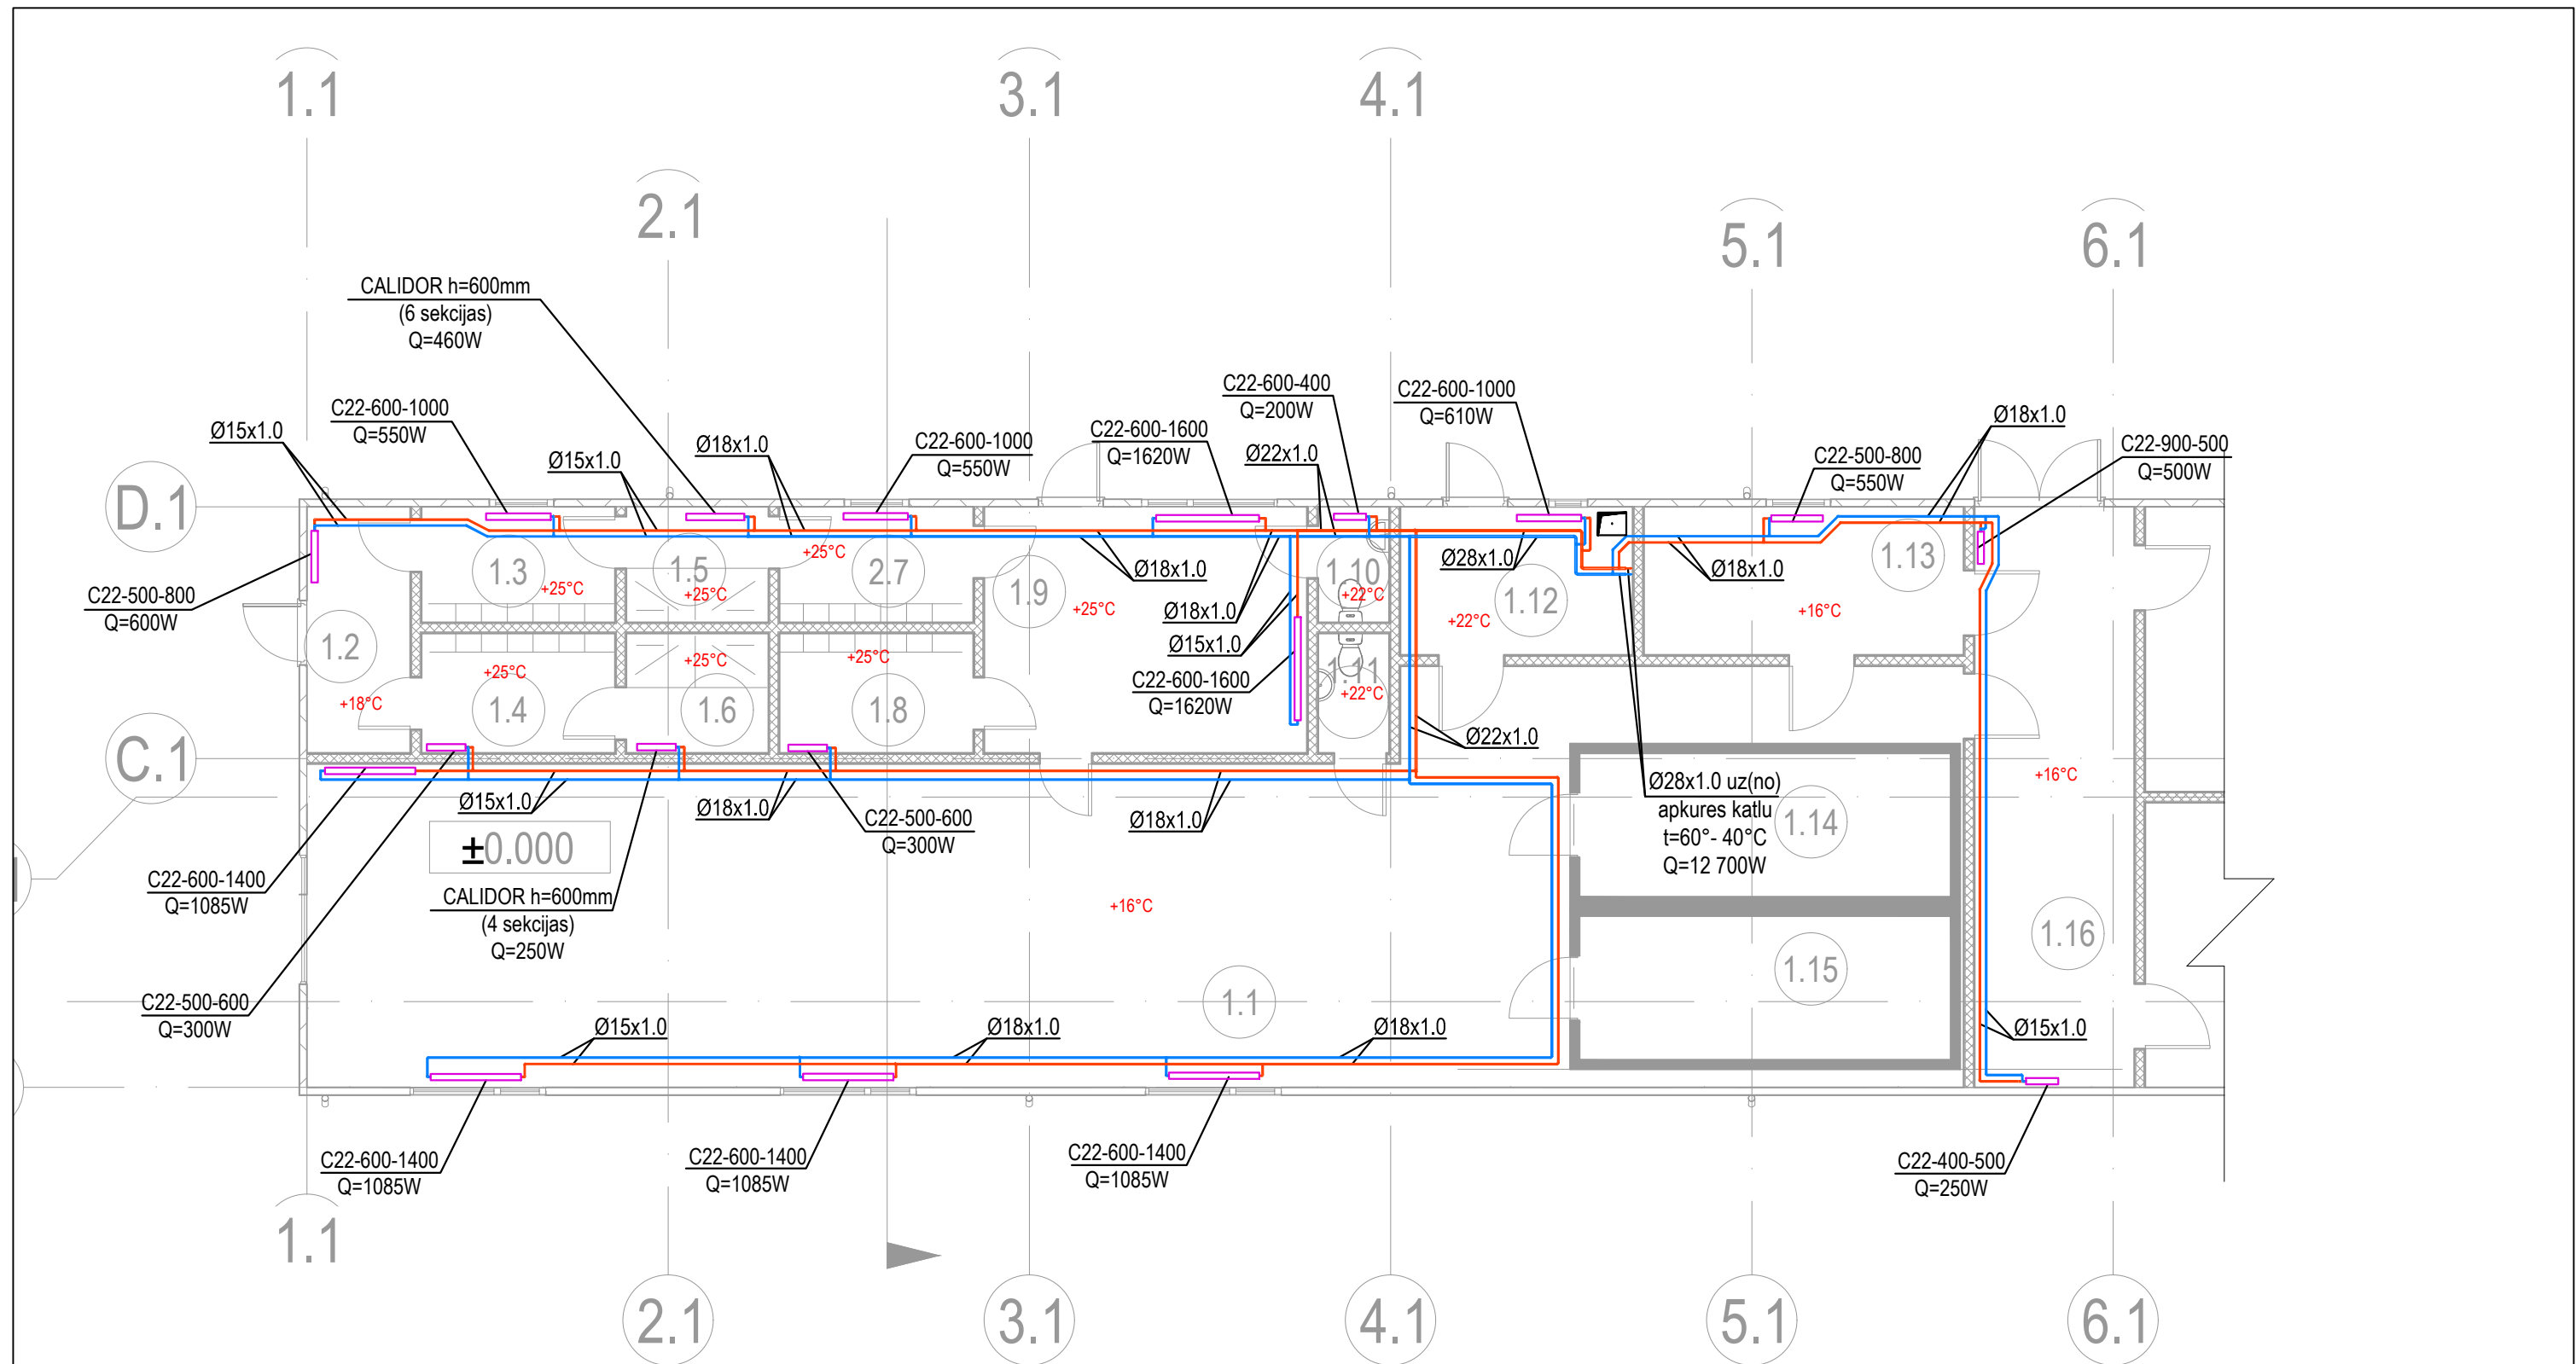 1.1
3.1
4.1
2.1
5.1
6.1
CALIDOR h=600mm
(6 sekcijas)
Q=460W
C22-600-1000
Q=550W
Ø15x1.0
Ø15x1.0
Ø18x1.0
C22-600-1000
Q=550W
C22-600-1600
Q=1620W
C22-600-400
Q=200W
Ø22x1.0
C22-600-1000
Q=610W
C22-500-800
Q=550W
Ø18x1.0
C22-900-500
Q=500W
D.1
C22-500-800
Q=600W
1.2
+18°C
1.3
+25°C
1.5
+25°C
+25°C
2.7
1.9
+25°C
Ø18x1.0
Ø18x1.0
Ø15x1.0
C22-600-1600
Q=1620W
1.10
+22°C
1.11
+22°C
Ø28x1.0
1.12
+22°C
Ø18x1.0
1.13
+16°C
1.4
+25°C
1.6
+25°C
1.8
+25°C
C.1
Ø22x1.0
Ø15x1.0
Ø18x1.0
C22-500-600
Q=300W
Ø18x1.0
Ø28x1.0 uz(no)
apkures katlu
t=60°- 40°C
Q=12 700W
1.14
+16°C
±0.000
C22-600-1400
Q=1085W
CALIDOR h=600mm
(4 sekcijas)
Q=250W
C22-500-600
Q=300W
+16°C
1.1
1.15
1.16
Ø15x1.0
Ø18x1.0
Ø18x1.0
Ø15x1.0
C22-600-1400
Q=1085W
C22-600-1400
Q=1085W
C22-600-1400
Q=1085W
C22-400-500
Q=250W
1.1
2.1
3.1
4.1
5.1
6.1